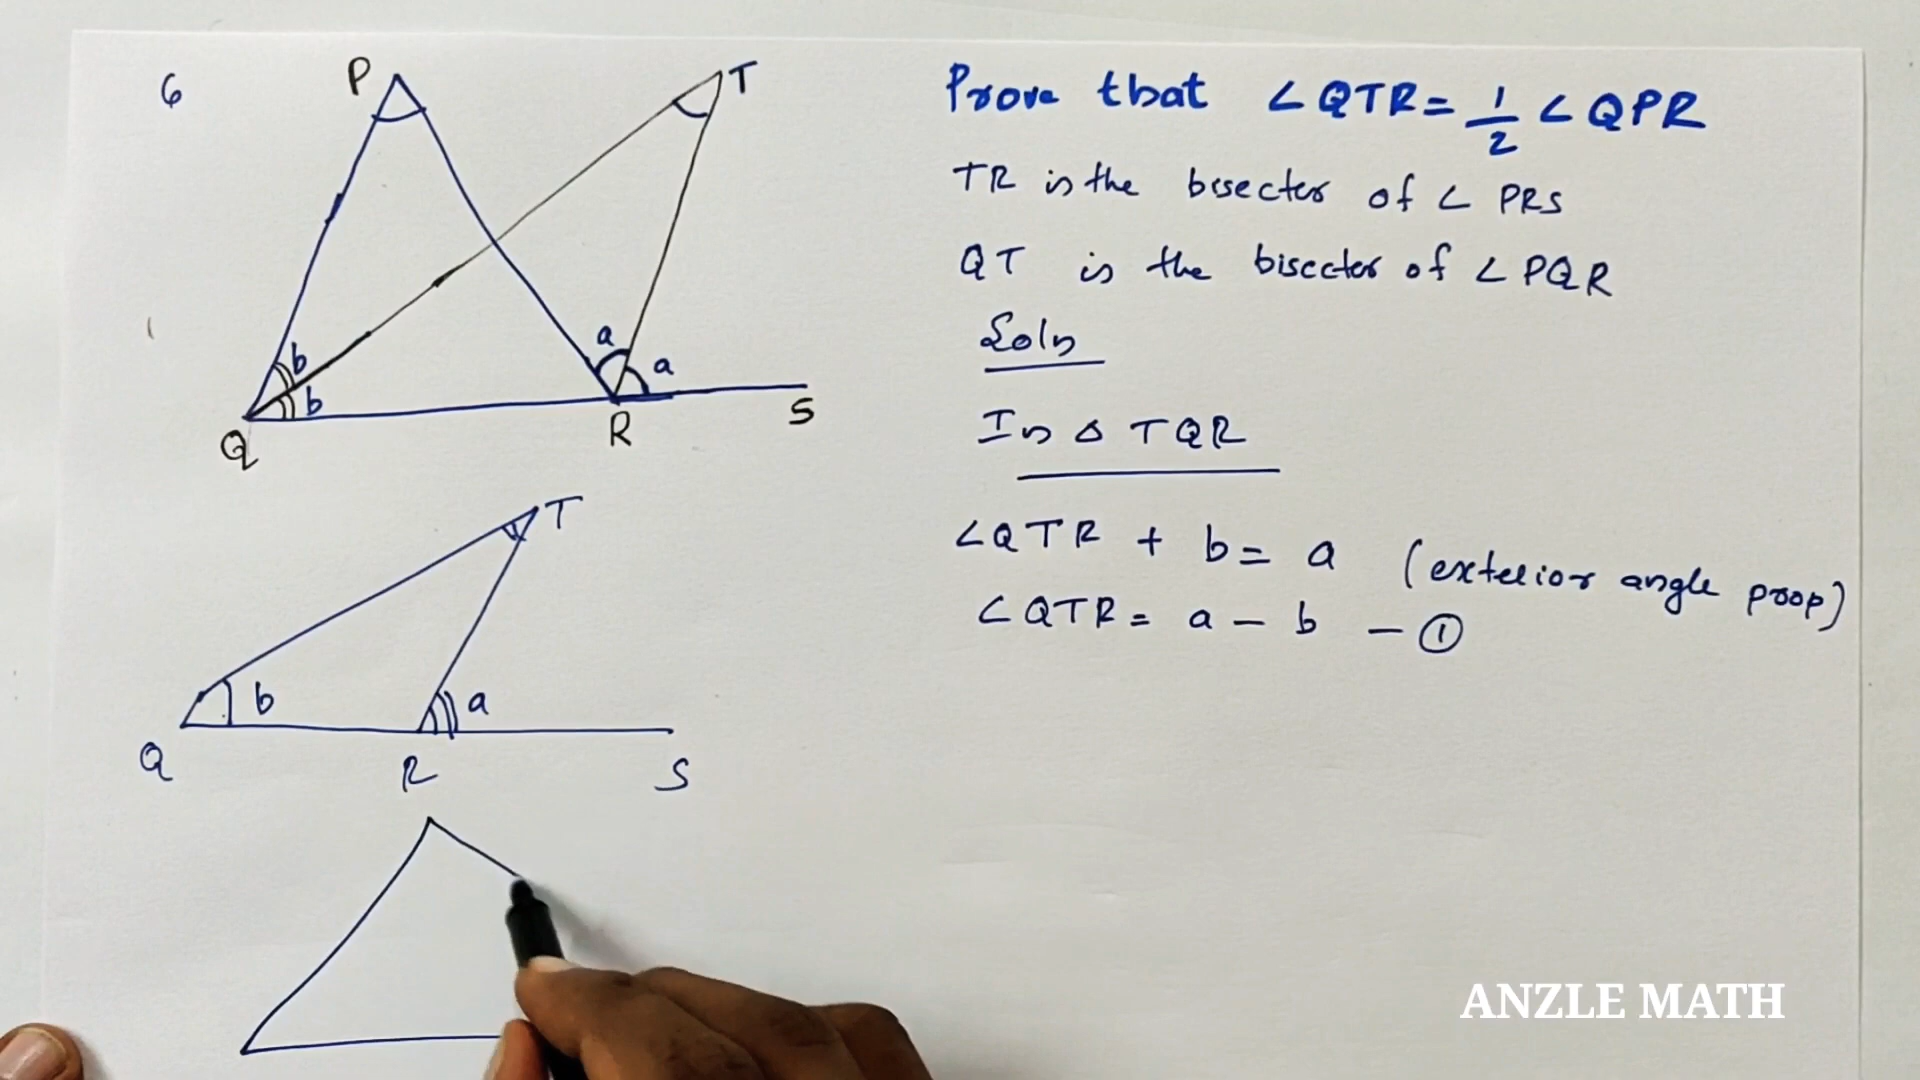 6
P
T
a
a
b
b
Q
R
S
T
b
a
Q
R
S
Prove that ∠QTR = 1/2 ∠QPR
TR is the bisector of ∠ PRS
QT is the bisector of ∠PQR
Soln
In Δ TQR
∠QTR + b = a (exterior angle prop)
∠QTR = a - b - ①
ANZLE MATH